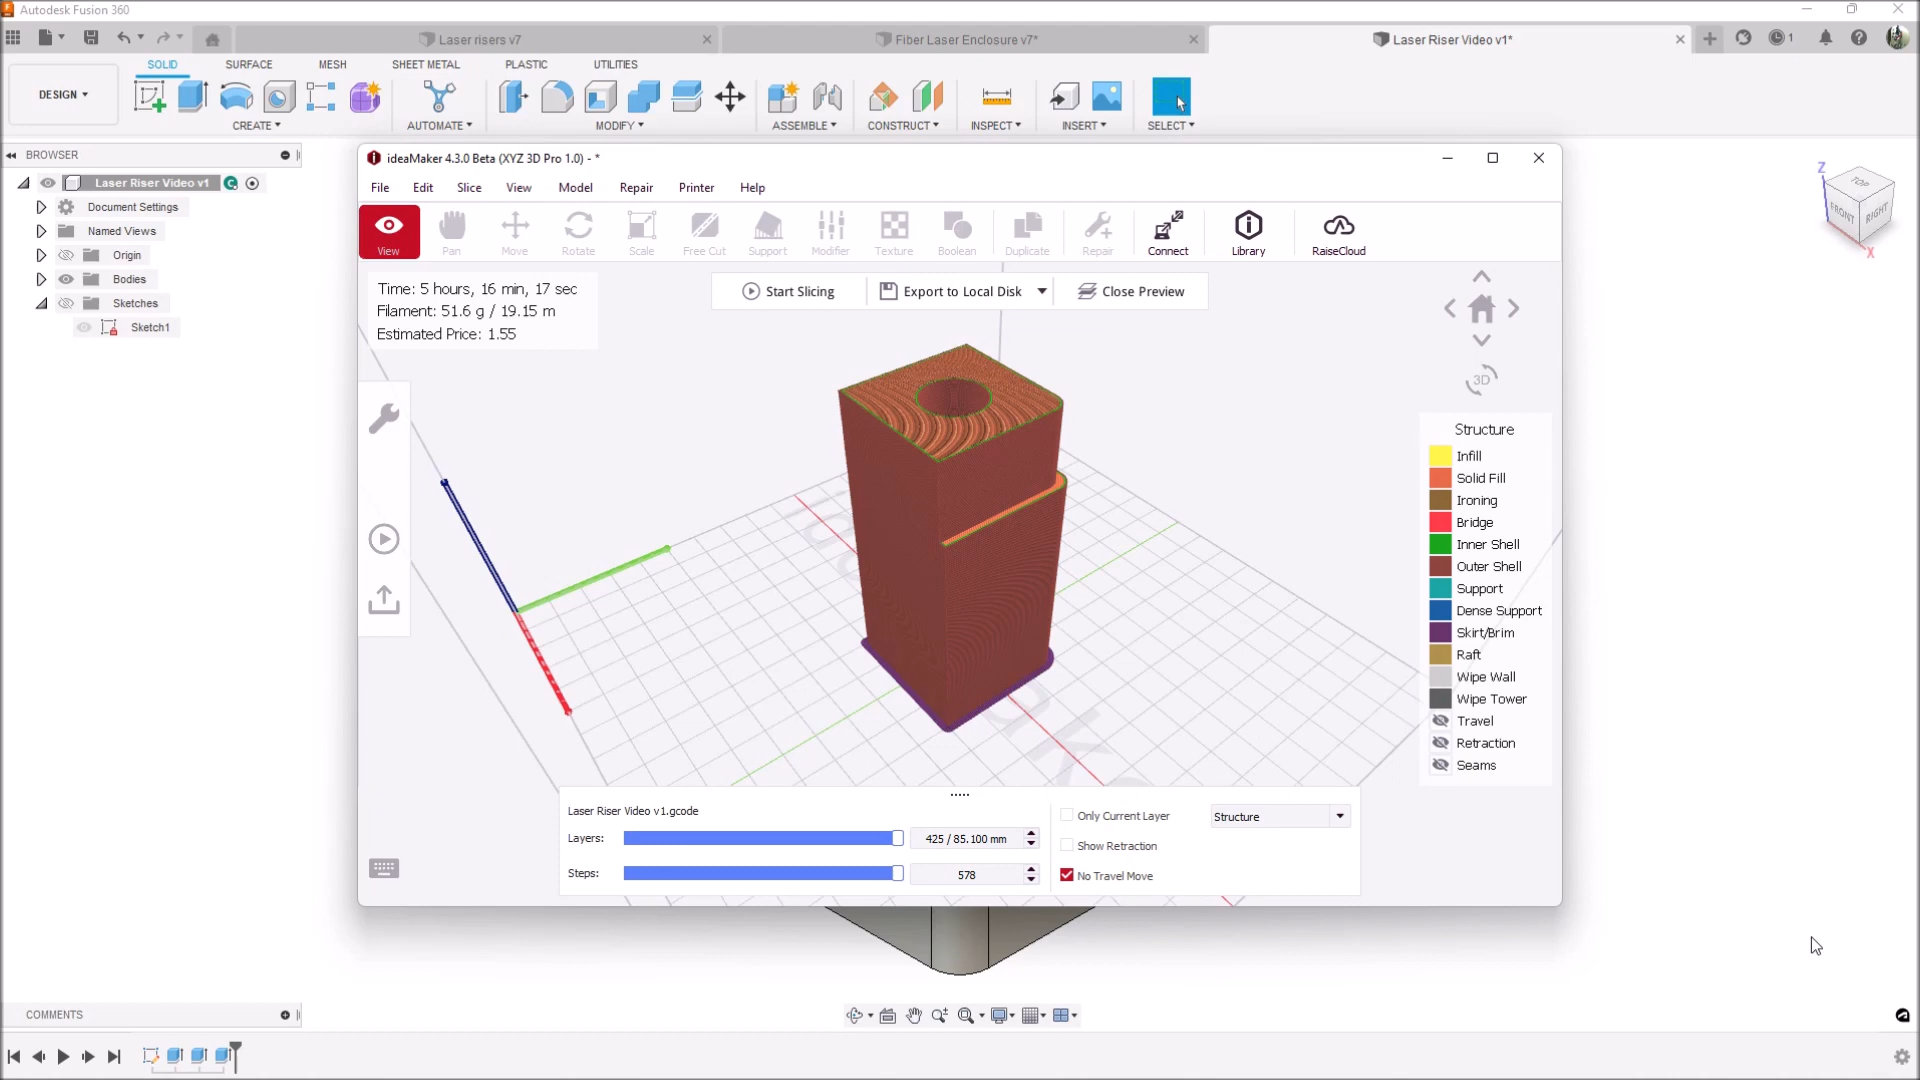 Autodesk Fusion 360
Laser risers v7
Fiber Laser Enclosure v7*
Laser Riser Video v1*
1
SOLID
SURFACE
MESH
SHEET METAL
PLASTIC
UTILITIES
DESIGN
CREATE
AUTOMATE
MODIFY
ASSEMBLE
CONSTRUCT
INSPECT
INSERT
SELECT
BROWSER
Laser Riser Video v1
Document Settings
Named Views
Origin
Bodies
Sketches
Sketch1
Z
TOP
FRONT
RIGHT
X
ideaMaker 4.3.0 Beta (XYZ 3D Pro 1.0) - *
File
Edit
Slice
View
Model
Repair
Printer
Help
View
Pan
Move
Rotate
Scale
Free Cut
Support
Modifier
Texture
Boolean
Duplicate
Repair
Connect
Library
RaiseCloud
Time: 5 hours, 16 min, 17 sec
Filament: 51.6 g / 19.15 m
Estimated Price: 1.55
Start Slicing
Export to Local Disk
Close Preview
3D
Structure
Infill
Solid Fill
Ironing
Bridge
Inner Shell
Outer Shell
Support
Dense Support
Skirt/Brim
Raft
Wipe Wall
Wipe Tower
Travel
Retraction
Seams
Laser Riser Video v1.gcode
Layers:
425 / 85.100 mm
Steps:
578
Only Current Layer
Structure
Show Retraction
No Travel Move
COMMENTS